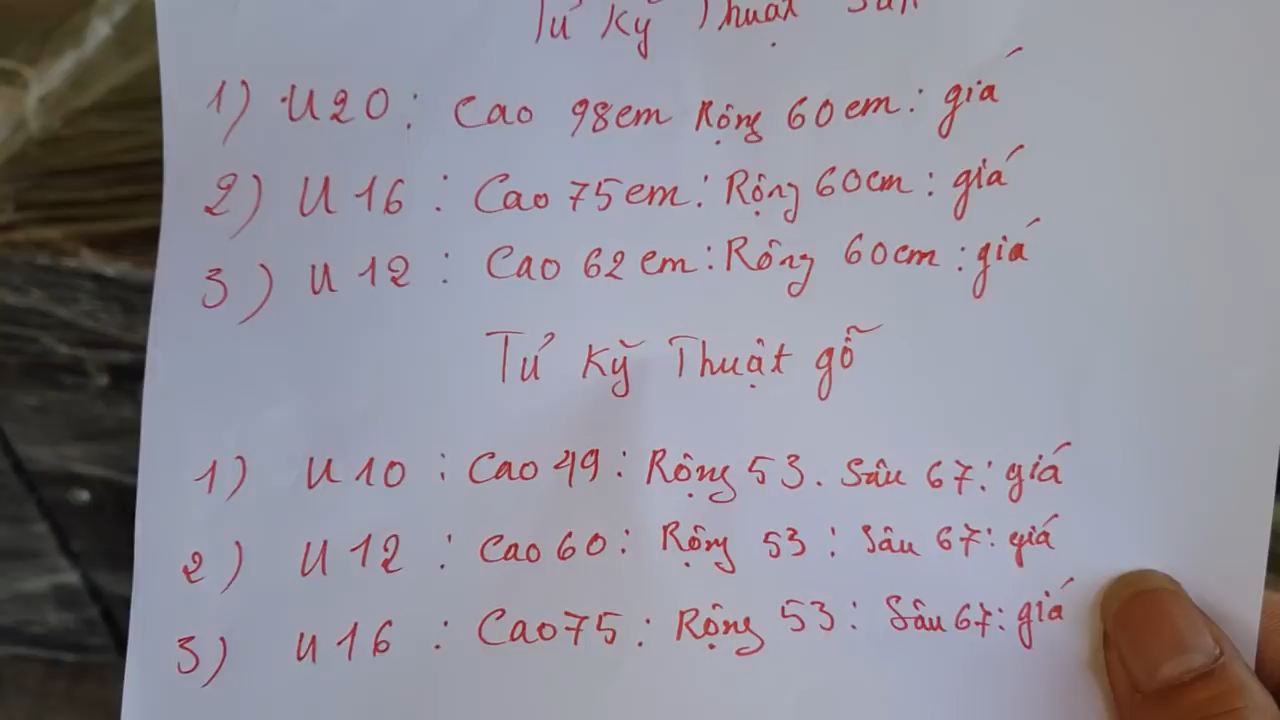 Tủ Kỹ Thuật
1) U20: Cao 98cm Rộng 60cm: giá
2) U16: Cao 75cm: Rộng 60cm: giá
3) U12: Cao 62cm: Rộng 60cm: giá
Tủ Kỹ Thuật gỗ
1) U10: Cao 49: Rộng 53. Sâu 67: giá
2) U12: Cao 60: Rộng 53: Sâu 67: giá
3) U16: Cao 75: Rộng 53: Sâu 67: giá